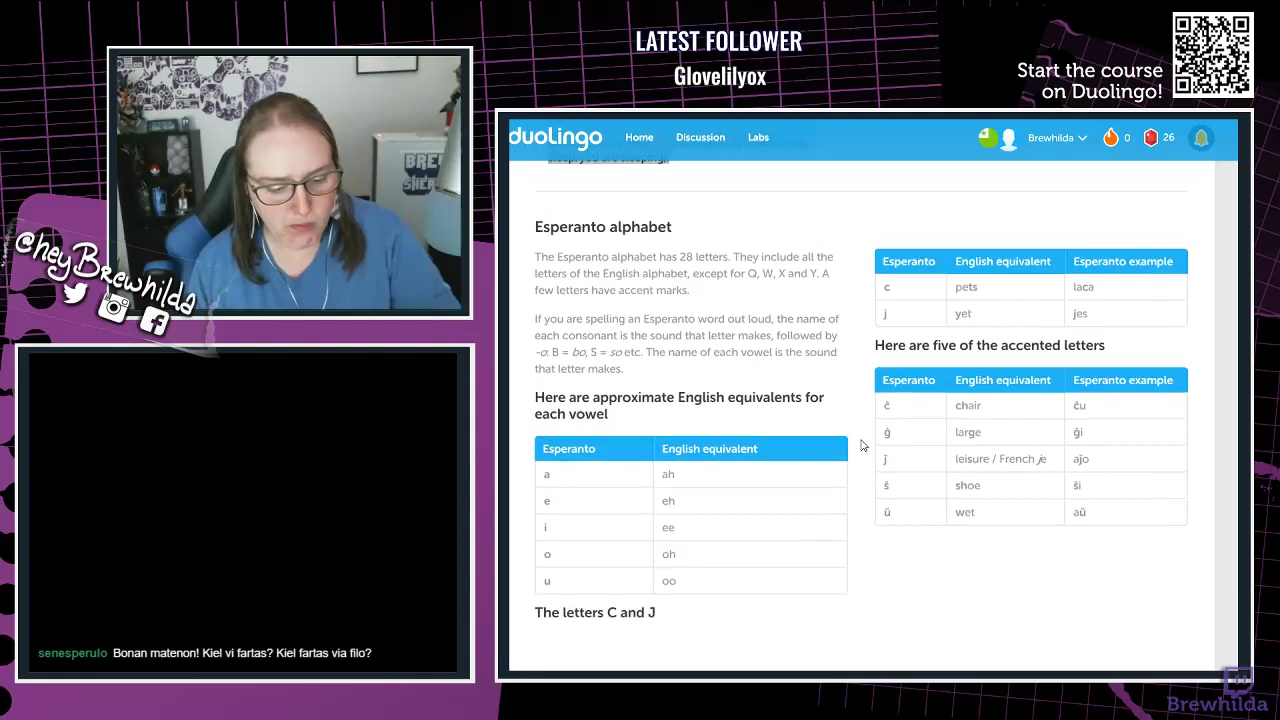 LATEST FOLLOWER
Glovelilyox
Start the course
on Duolingo!
@heyBrewhilda
duolingo
Home
Discussion
Labs
Brewhilda
0
26
Esperanto alphabet
The Esperanto alphabet has 28 letters. They include all the
letters of the English alphabet, except for Q, W, X and Y. A
few letters have accent marks.
If you are spelling an Esperanto word out loud, the name of
each consonant is the sound that letter makes, followed by
-o: B = bo, S = so etc. The name of each vowel is the sound
that letter makes.
Here are approximate English equivalents for
each vowel
Esperanto English equivalent
a ah
e eh
i ee
o oh
u oo
The letters C and J
Esperanto English equivalent Esperanto example
c pets laca
j yet jes
Here are five of the accented letters
Esperanto English equivalent Esperanto example
ĉ chair ĉu
ĝ large ĝi
ĵ leisure / French je aĵo
ŝ shoe ŝi
ŭ wet aŭ
senesperulo Bonan matenon! Kiel vi fartas? Kiel fartas via filo?
Brewhilda